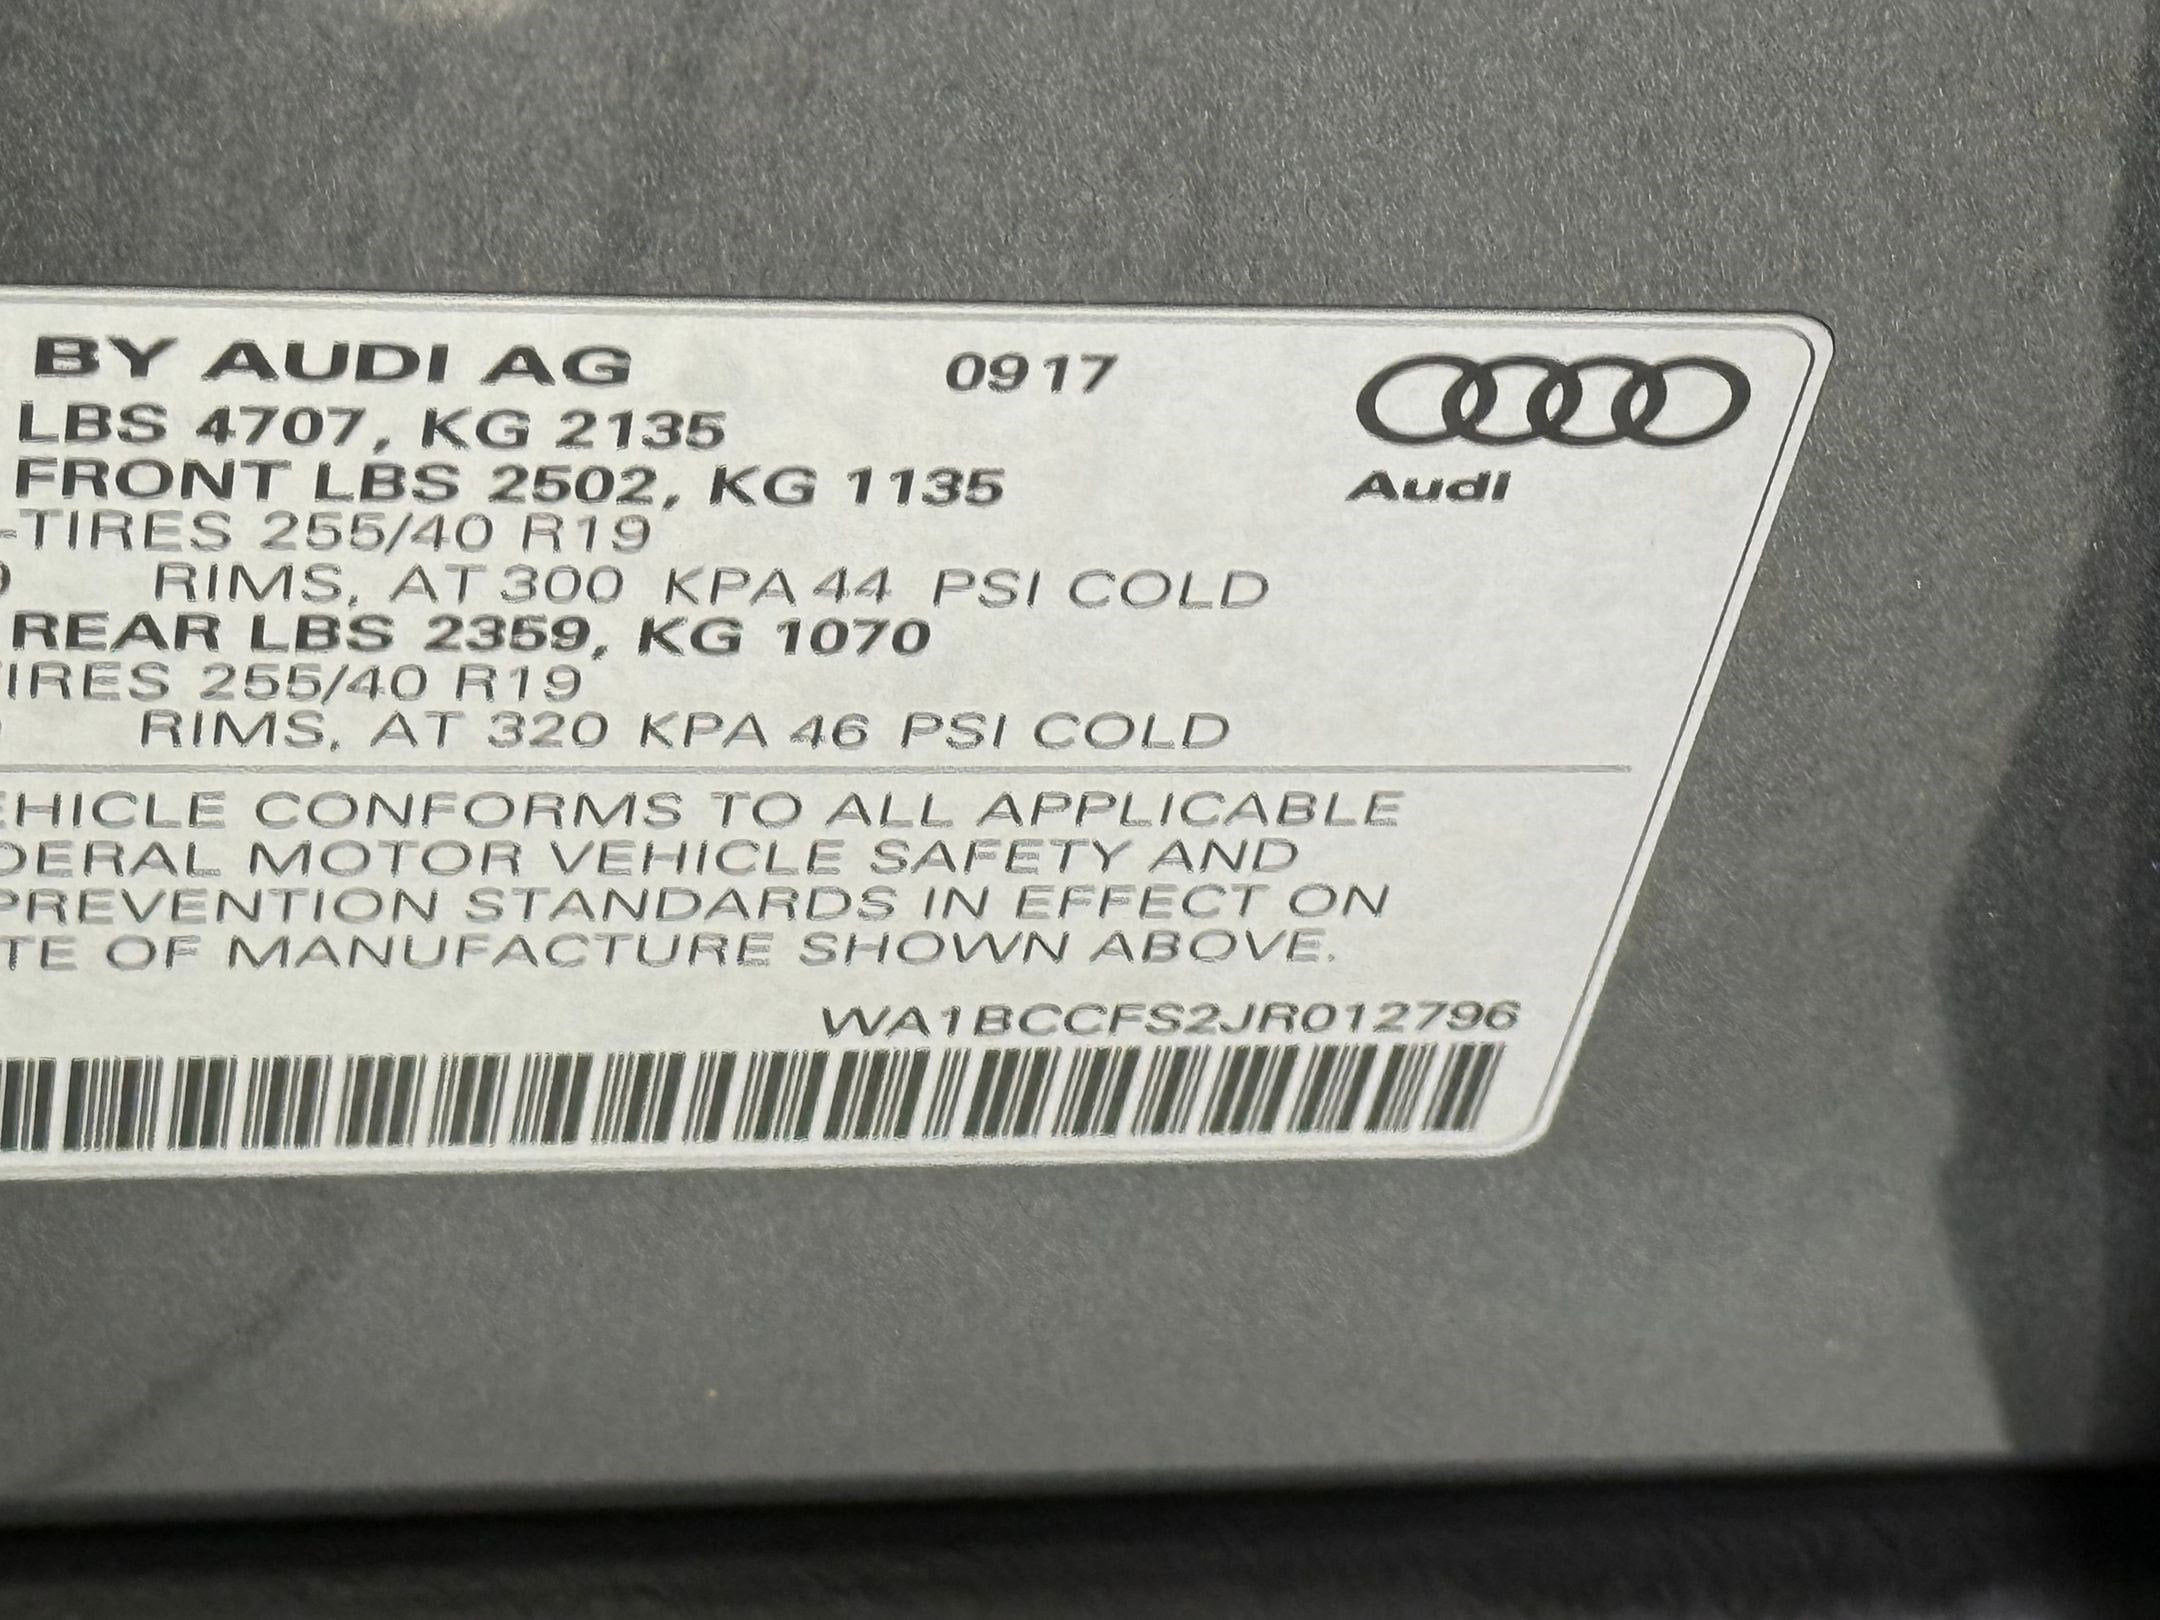 BY AUDI AG 0917
LBS 4707, KG 2135
FRONT LBS 2502, KG 1135
Audi
-TIRES 255/40 R19
RIMS, AT 300 KPA 44 PSI COLD
REAR LBS 2359, KG 1070
TIRES 255/40 R19
RIMS, AT 320 KPA 46 PSI COLD
EHICLE CONFORMS TO ALL APPLICABLE
DERAL MOTOR VEHICLE SAFETY AND
PREVENTION STANDARDS IN EFFECT ON
TE OF MANUFACTURE SHOWN ABOVE.
WA1BCCFS2JR012796